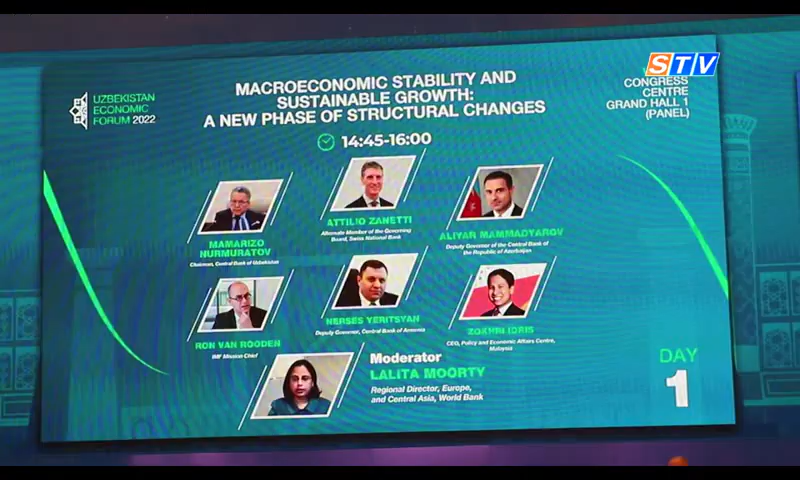 STV
UZBEKISTAN
ECONOMIC
FORUM 2022
MACROECONOMIC STABILITY AND
SUSTAINABLE GROWTH:
A NEW PHASE OF STRUCTURAL CHANGES
CONGRESS
CENTRE
GRAND HALL 1
(PANEL)
14:45-16:00
MAMARIZO
NURMURATOV
Chairman, Central Bank of Uzbekistan
ATTILIO ZANETTI
Alternate Member of the Governing
Board, Swiss National Bank
ALIYAR MAMMADYAROV
Deputy Governor of the Central Bank of
the Republic of Azerbaijan
RON VAN ROODEN
IMF Mission Chief
NERSES YERITSYAN
Deputy Governor, Central Bank of Armenia
ZOKHRI IDRIS
CEO, Policy and Economic Affairs Centre,
Malaysia
Moderator
LALITA MOORTY
Regional Director, Europe,
and Central Asia, World Bank
DAY
1